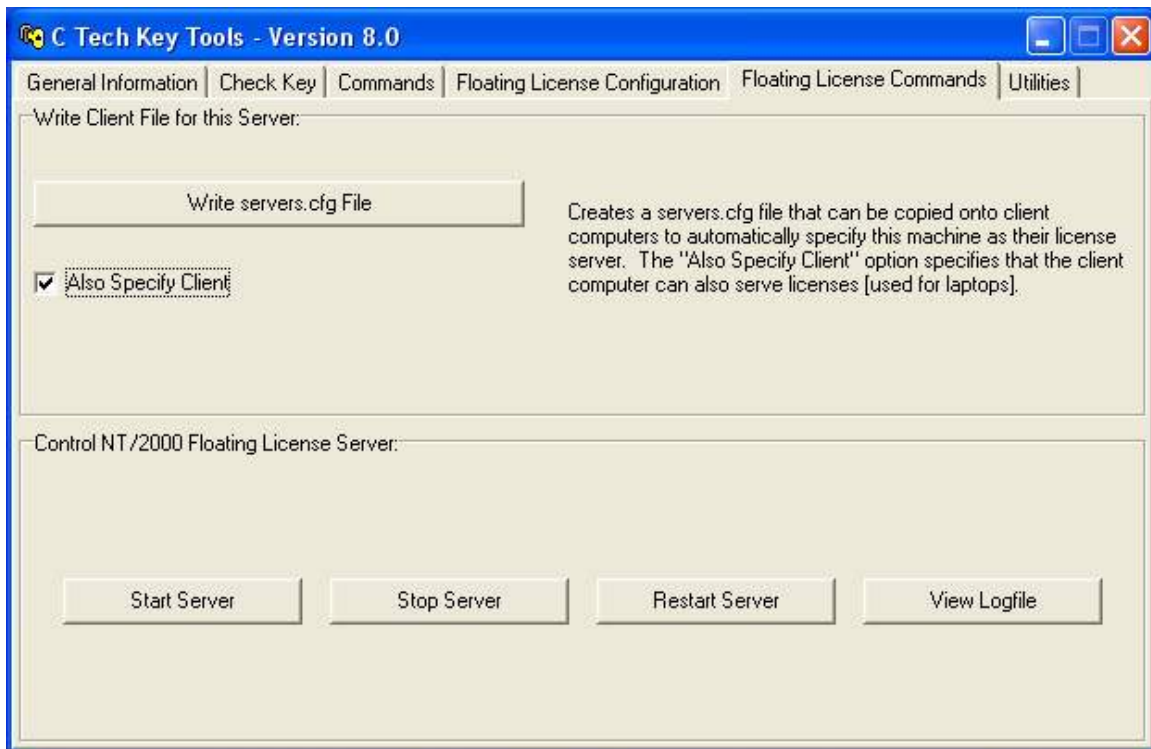 C Tech Key Tools - Version 8.0
General Information Check Key Commands Floating License Configuration Floating License Commands Utilities
Write Client File for this Server:
Write servers.cfg File
Creates a servers.cfg file that can be copied onto client
computers to automatically specify this machine as their license
server. The "Also Specify Client" option specifies that the client
computer can also serve licenses [used for laptops].
Also Specify Client
Control NT/2000 Floating License Server:
Start Server Stop Server Restart Server View Logfile